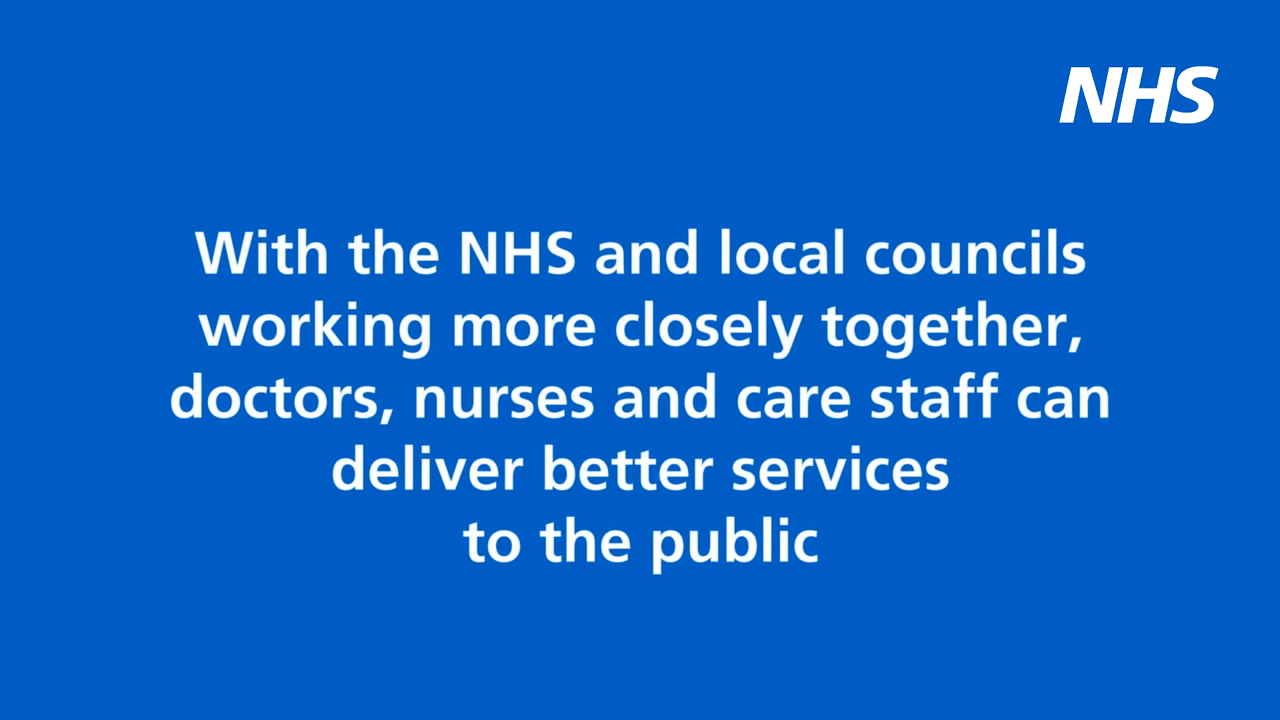 NHS
With the NHS and local councils
working more closely together,
doctors, nurses and care staff can
deliver better services
to the public